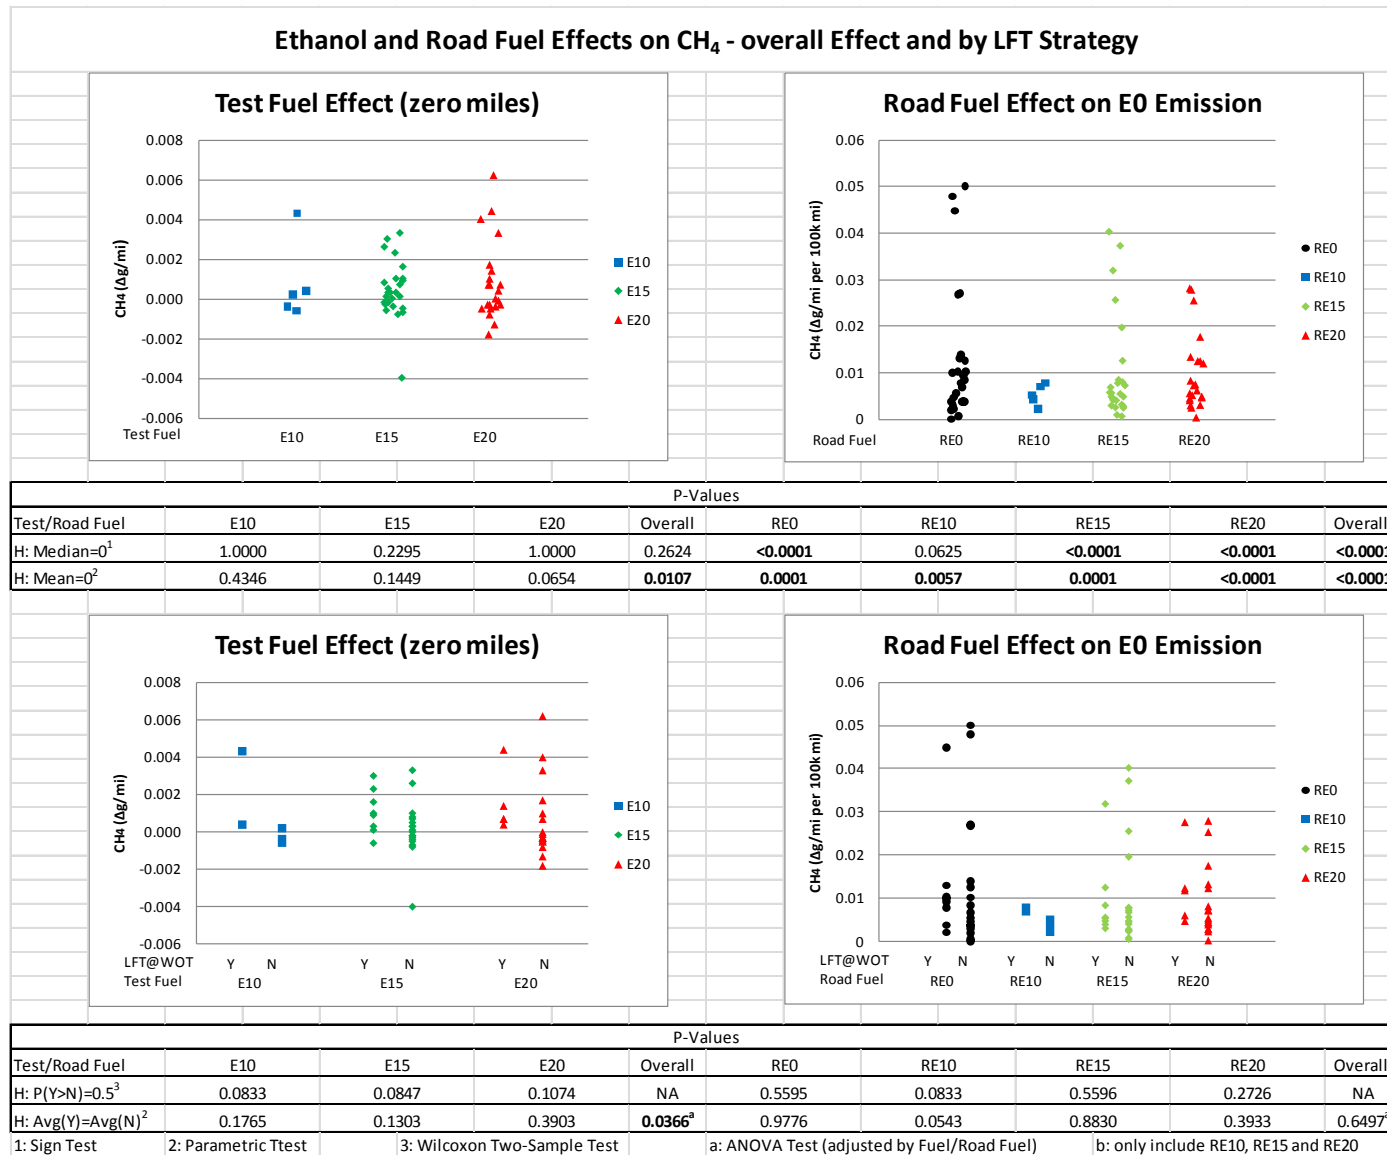 Ethanol and Road Fuel Effects on CH4 - overall Effect and by LFT Strategy
Test Fuel Effect (zero miles)
0.008
0.006
0.004
0.002
0.000
-0.002
-0.004
-0.006
CH4 (Δg/mi)
Test Fuel E10 E15 E20
E10
E15
E20
Road Fuel Effect on E0 Emission
0.06
0.05
0.04
0.03
0.02
0.01
0
CH4 (Δg/mi per 100k mi)
Road Fuel RE0 RE10 RE15 RE20
RE0
RE10
RE15
RE20
P-Values
Test/Road Fuel E10 E15 E20 Overall RE0 RE10 RE15 RE20 Overall
H: Median=0¹ 1.0000 0.2295 1.0000 0.2624 <0.0001 0.0625 <0.0001 <0.0001 <0.0001
H: Mean=0² 0.4346 0.1449 0.0654 0.0107 0.0001 0.0057 0.0001 <0.0001 <0.0001
Test Fuel Effect (zero miles)
0.008
0.006
0.004
0.002
0.000
-0.002
-0.004
-0.006
CH4 (Δg/mi)
LFT@WOT Y N Y N Y N
Test Fuel E10 E15 E20
E10
E15
E20
Road Fuel Effect on E0 Emission
0.06
0.05
0.04
0.03
0.02
0.01
0
CH4 (Δg/mi per 100k mi)
LFT@WOT Y N Y N Y N Y N
Road Fuel RE0 RE10 RE15 RE20
RE0
RE10
RE15
RE20
P-Values
Test/Road Fuel E10 E15 E20 Overall RE0 RE10 RE15 RE20 Overall
H: P(Y>N)=0.5³ 0.0833 0.0847 0.1074 NA 0.5595 0.0833 0.5596 0.2726 NA
H: Avg(Y)=Avg(N)² 0.1765 0.1303 0.3903 0.0366ᵃ 0.9776 0.0543 0.8830 0.3933 0.6497
1: Sign Test 2: Parametric Ttest 3: Wilcoxon Two-Sample Test a: ANOVA Test (adjusted by Fuel/Road Fuel) b: only include RE10, RE15 and RE20